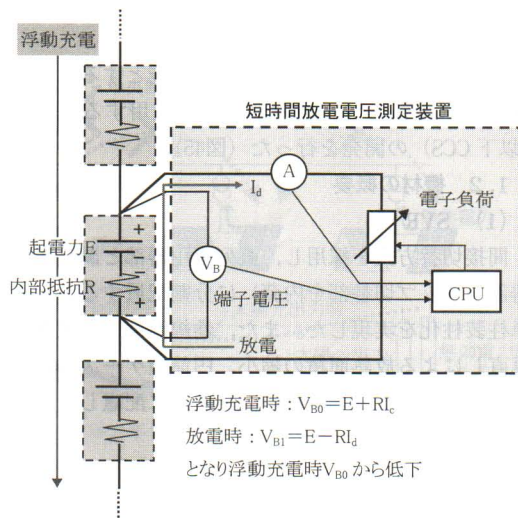 浮動充電
短時間放電電圧測定装置
A
I_d
電子負荷
起電力E
+
−
−
+
内部抵抗R
V_B
端子電圧
CPU
放電
浮動充電時：V_B0＝E＋RI_c
放電時：V_B1＝E−RI_d
となり浮動充電時V_B0から低下